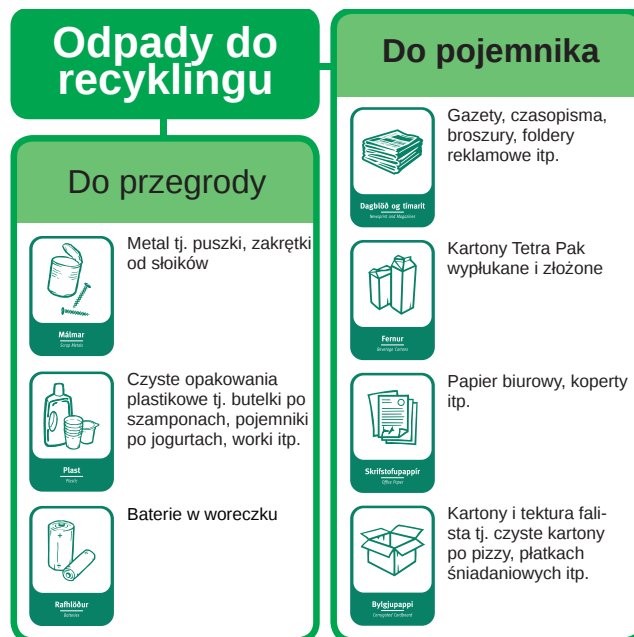 Odpady do
recyklingu
Do przegrody
Metal tj. puszki, zakrętki
od słoików
Málmar
Scrap Metals
Czyste opakowania
plastikowe tj. butelki po
szamponach, pojemniki
po jogurtach, worki itp.
Plast
Plastic
Baterie w woreczku
Rafhlöður
Batteries
Do pojemnika
Gazety, czasopisma,
broszury, foldery
reklamowe itp.
Dagblöð og tímarit
Newsprint and Magazines
Kartony Tetra Pak
wypłukane i złożone
Fernur
Beverage Cartons
Papier biurowy, koperty
itp.
Skrifstofupappír
Office Paper
Kartony i tektura fali-
sta tj. czyste kartony
po pizzy, płatkach
śniadaniowych itp.
Bylgjupappi
Corrugated Cardboard